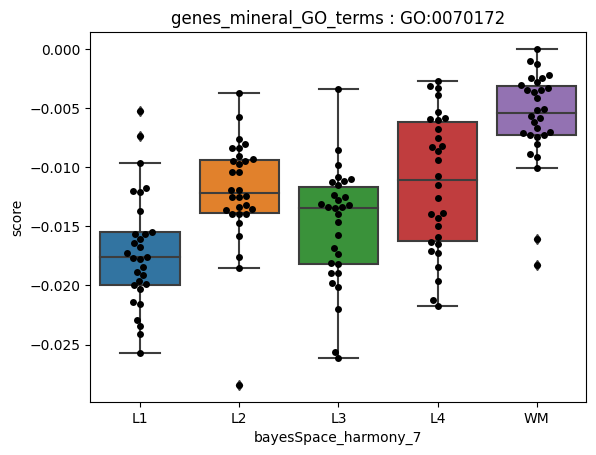 genes_mineral_GO_terms : GO:0070172
0.000
−0.005
−0.010
−0.015
−0.020
−0.025
score
L1 L2 L3 L4 WM
bayesSpace_harmony_7